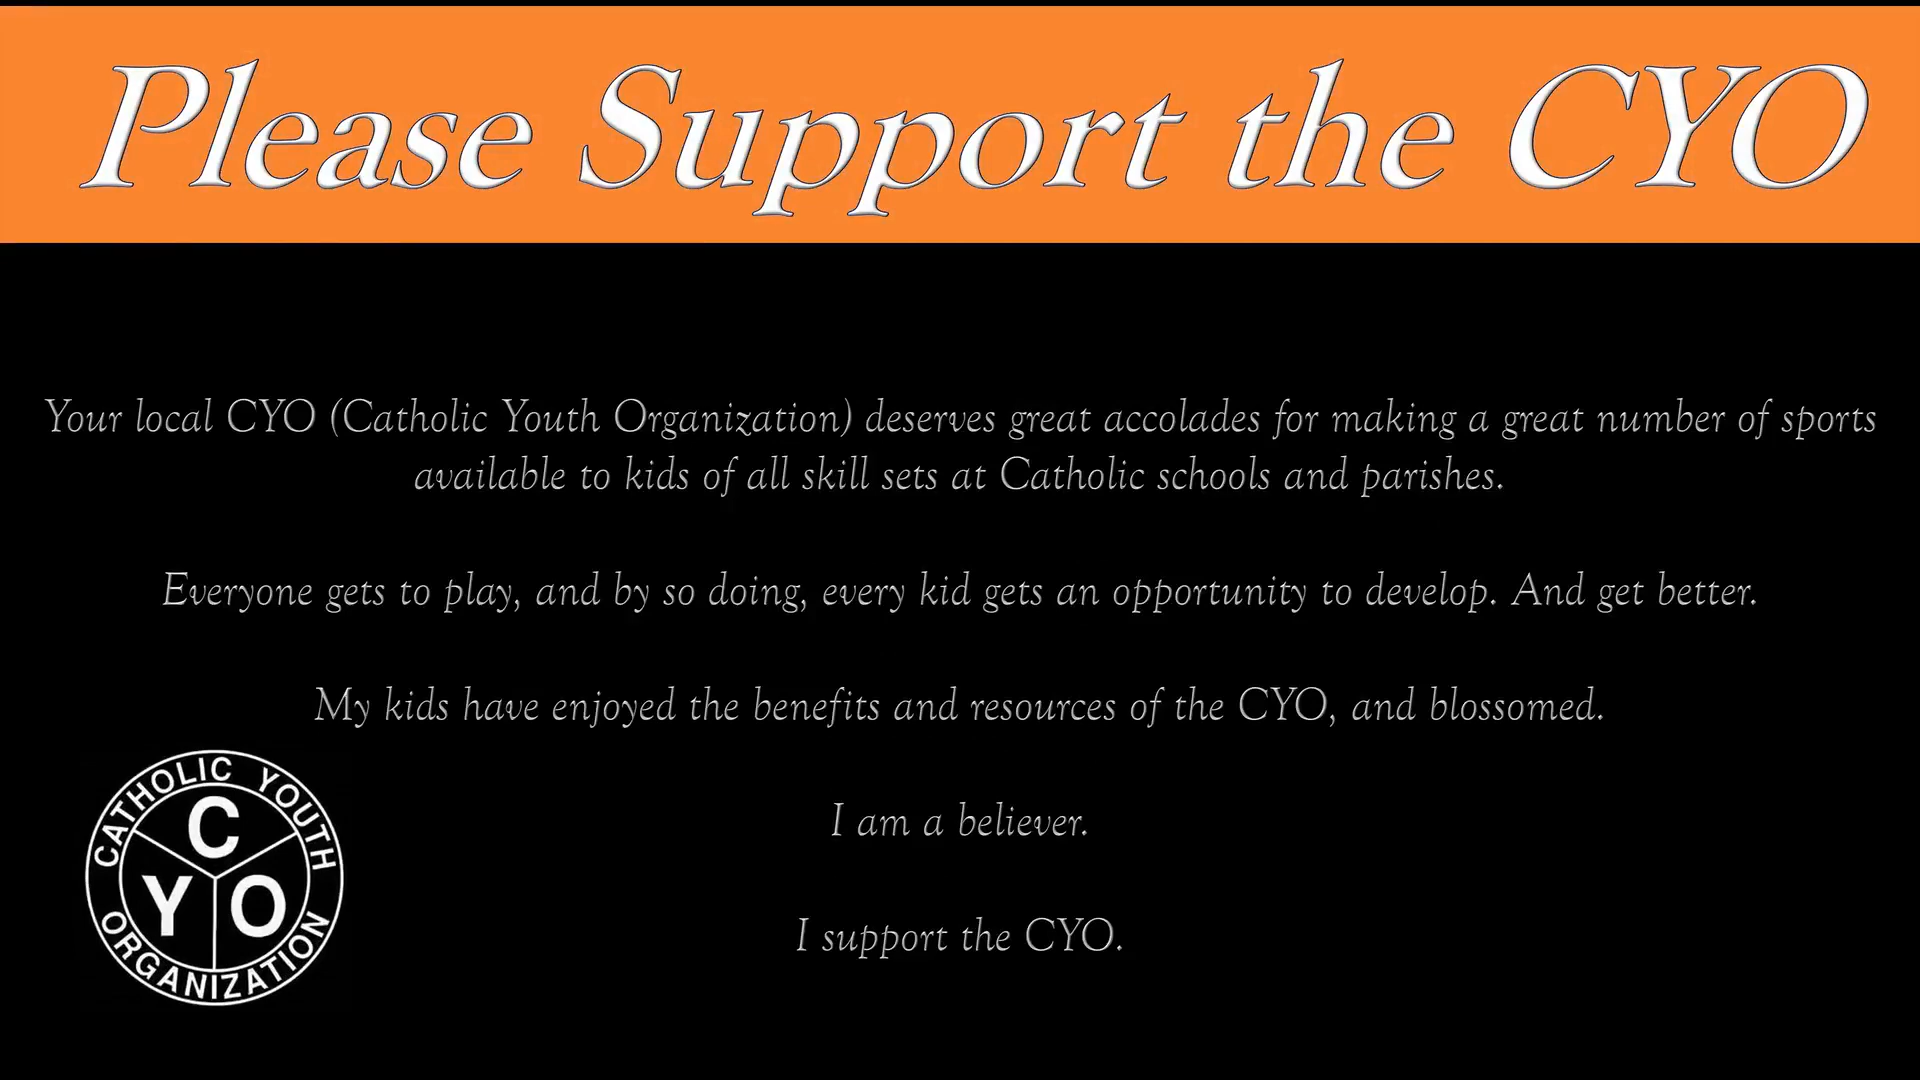 Please Support the CYO
Your local CYO (Catholic Youth Organization) deserves great accolades for making a great number of sports
available to kids of all skill sets at Catholic schools and parishes.
Everyone gets to play, and by so doing, every kid gets an opportunity to develop. And get better.
My kids have enjoyed the benefits and resources of the CYO, and blossomed.
I am a believer.
I support the CYO.
CATHOLIC YOUTH
C
Y O
ORGANIZATION